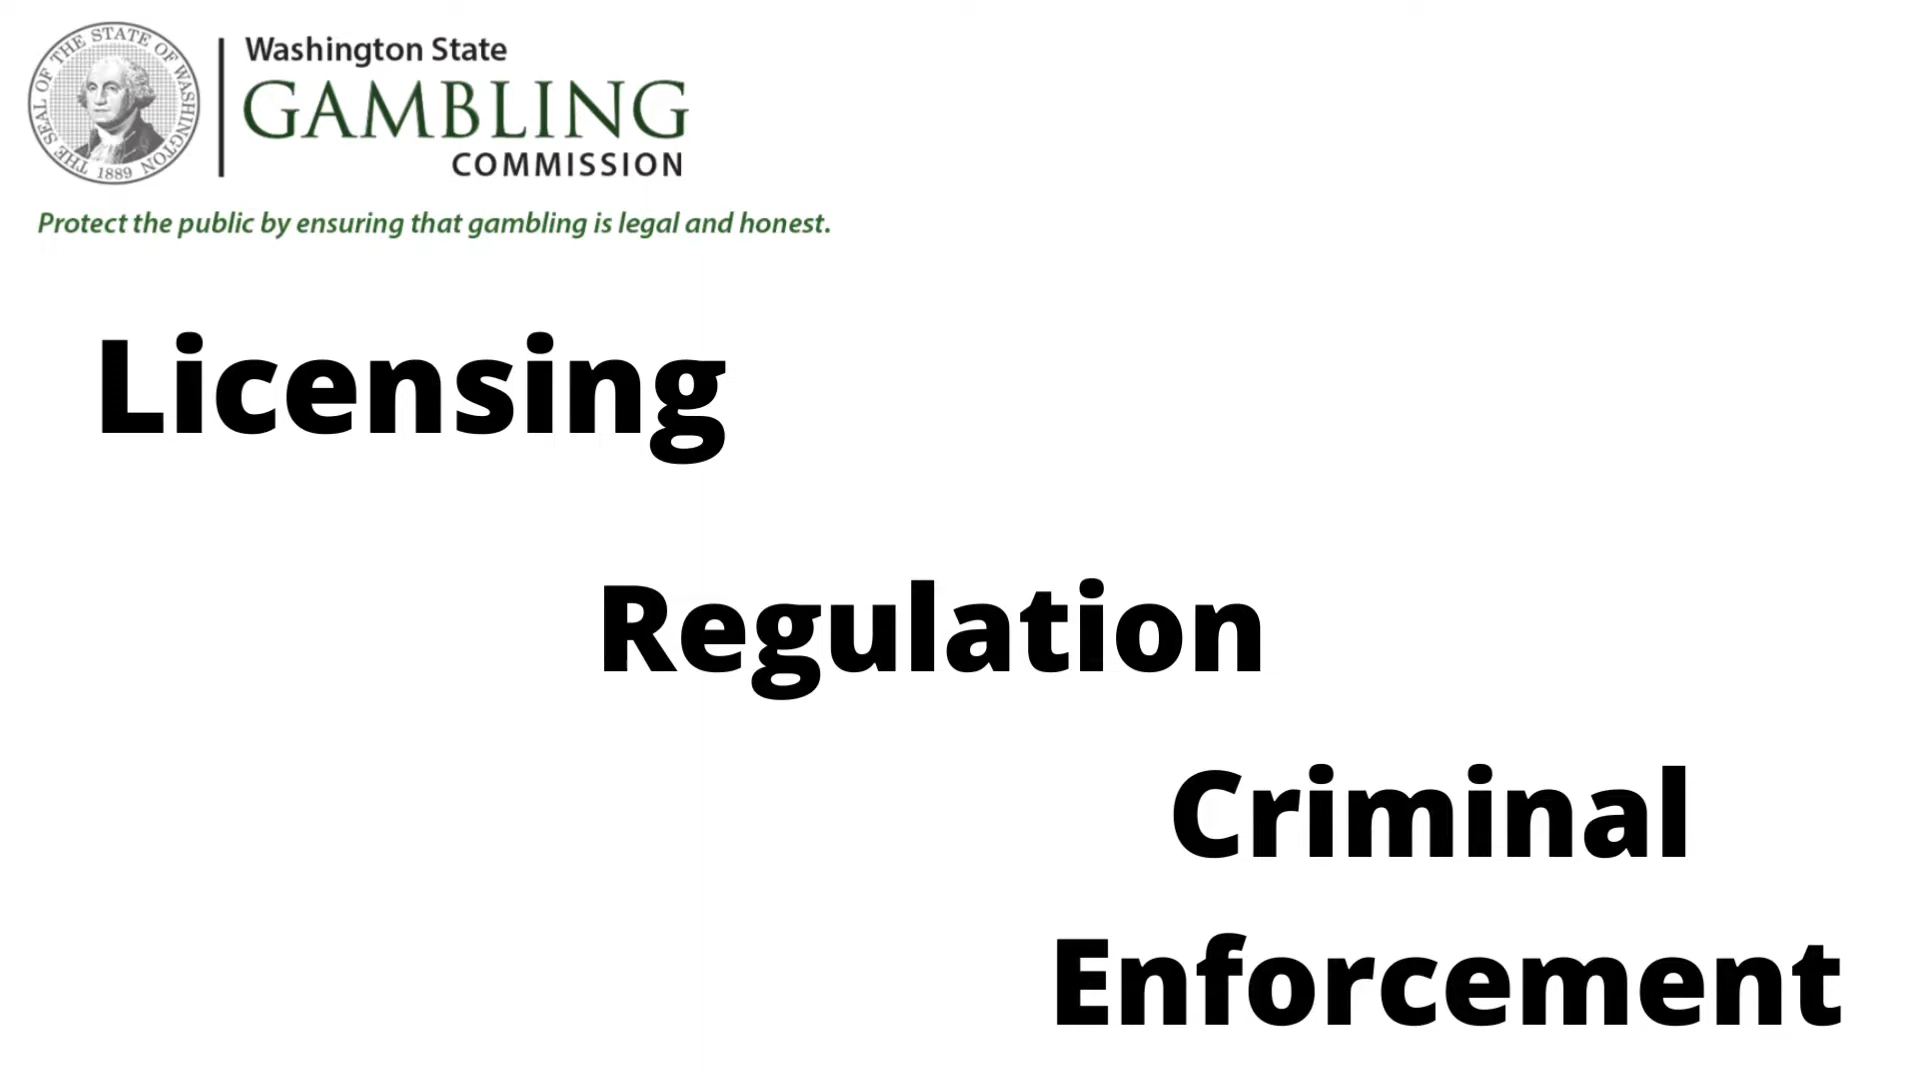 THE SEAL OF THE STATE OF WASHINGTON
1889
Washington State
GAMBLING
COMMISSION
Protect the public by ensuring that gambling is legal and honest.
Licensing
Regulation
Criminal
Enforcement